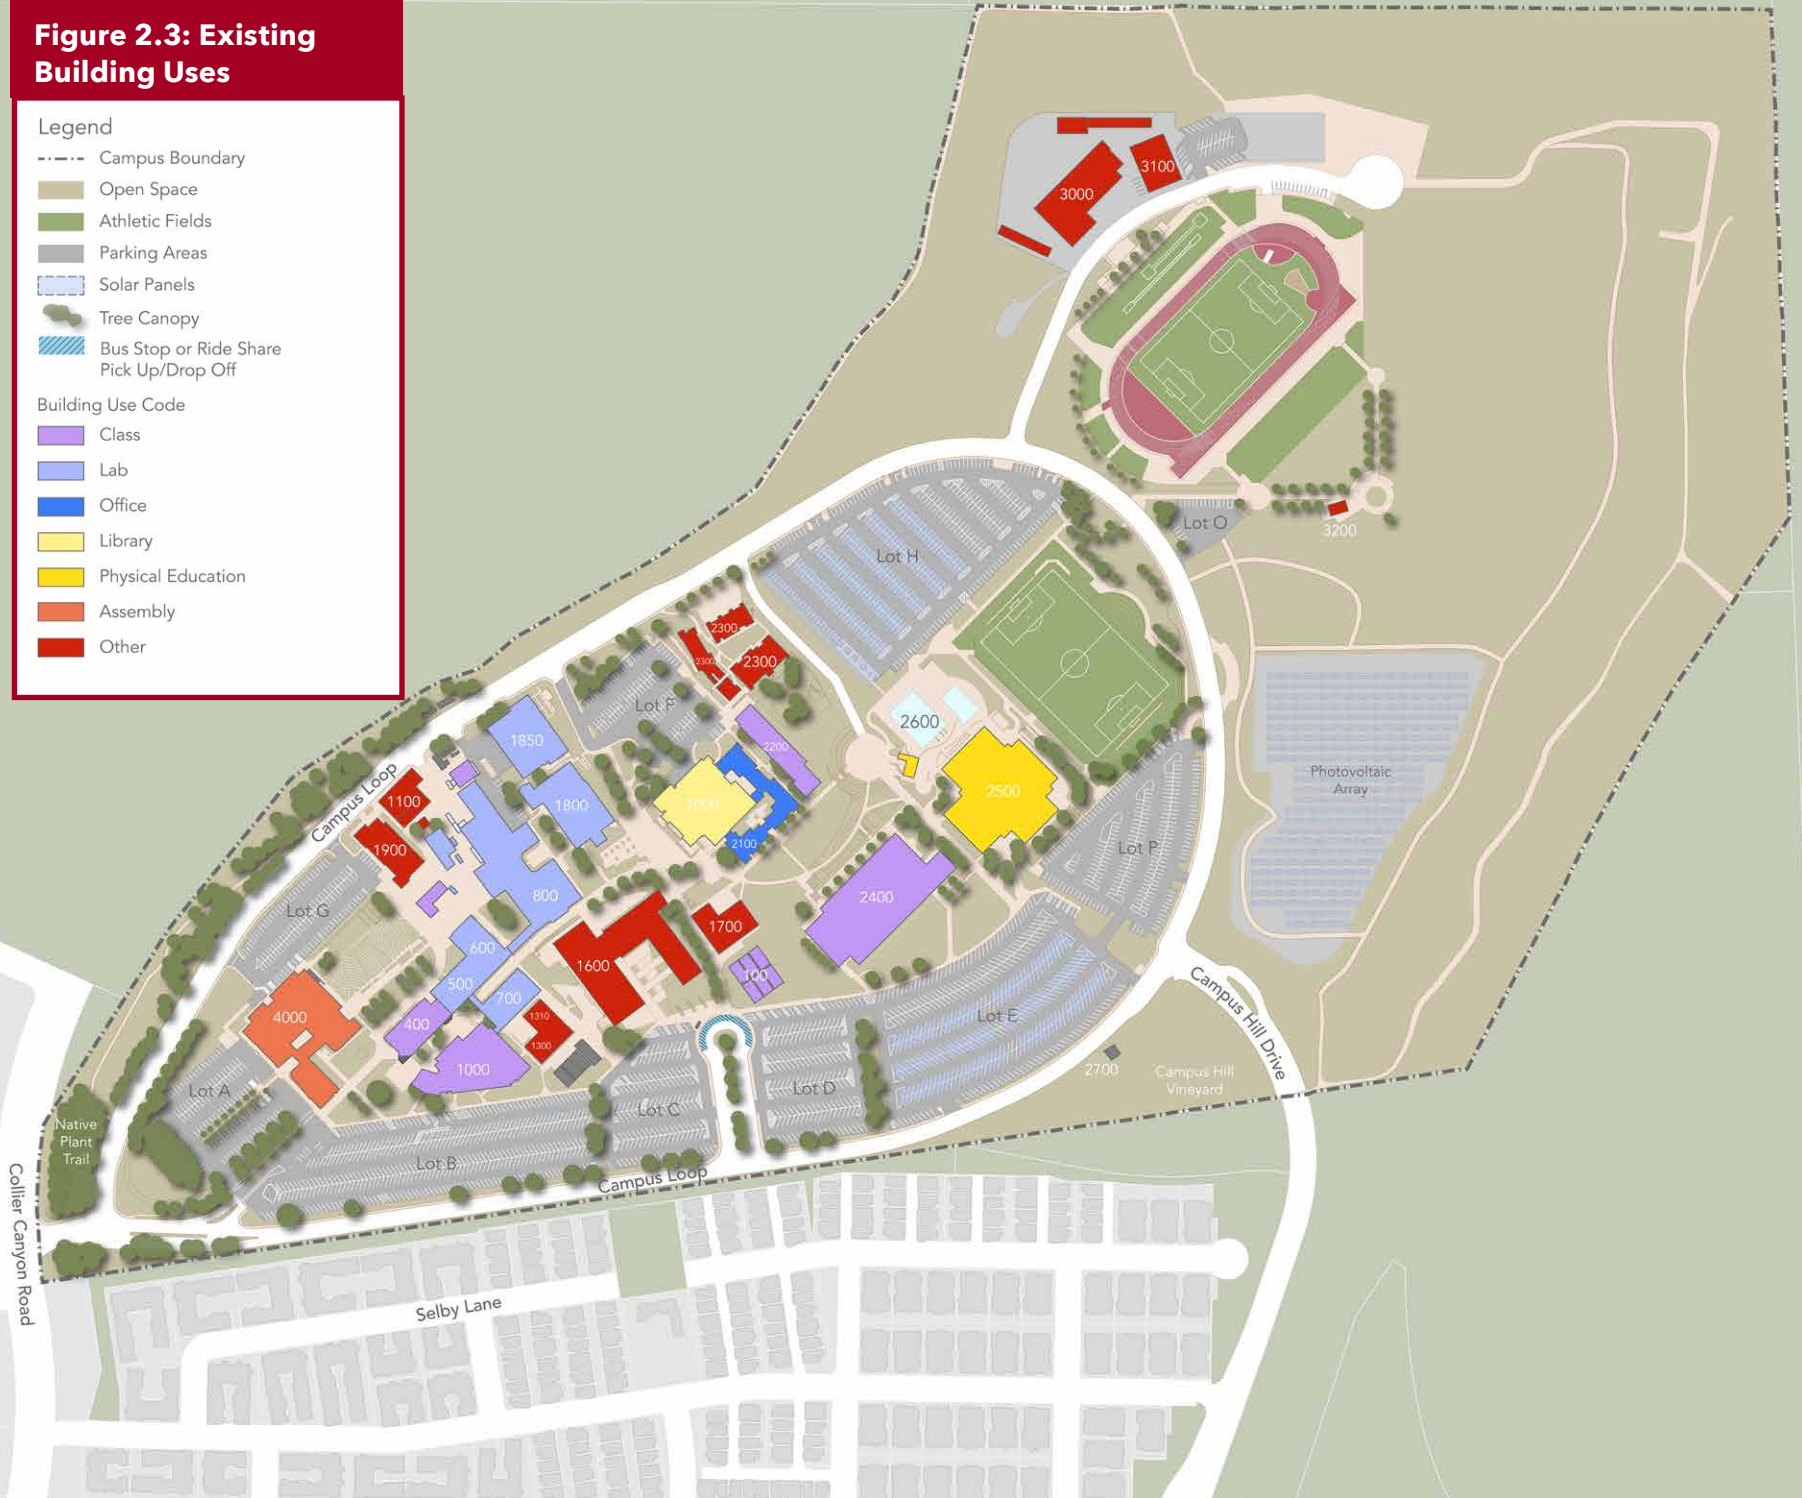 Figure 2.3: Existing
Building Uses
Legend
Campus Boundary
Open Space
Athletic Fields
Parking Areas
Solar Panels
Tree Canopy
Bus Stop or Ride Share
Pick Up/Drop Off
Building Use Code
Class
Lab
Office
Library
Physical Education
Assembly
Other
3100
3000
Lot O
3200
Lot H
2300
2300
2300
Lot F
2600
1850
2200
Photovoltaic
Array
2500
1800
2000
1100
Campus Loop
2100
1900
Lot P
800
2400
Lot G
1700
600
1600
100
500
700
Campus Hill Drive
4000
400
1310
Lot E
1300
1000
2700
Campus Hill
Vineyard
Lot A
Lot D
Lot C
Native
Plant
Trail
Lot B
Campus Loop
Collier Canyon Road
Selby Lane